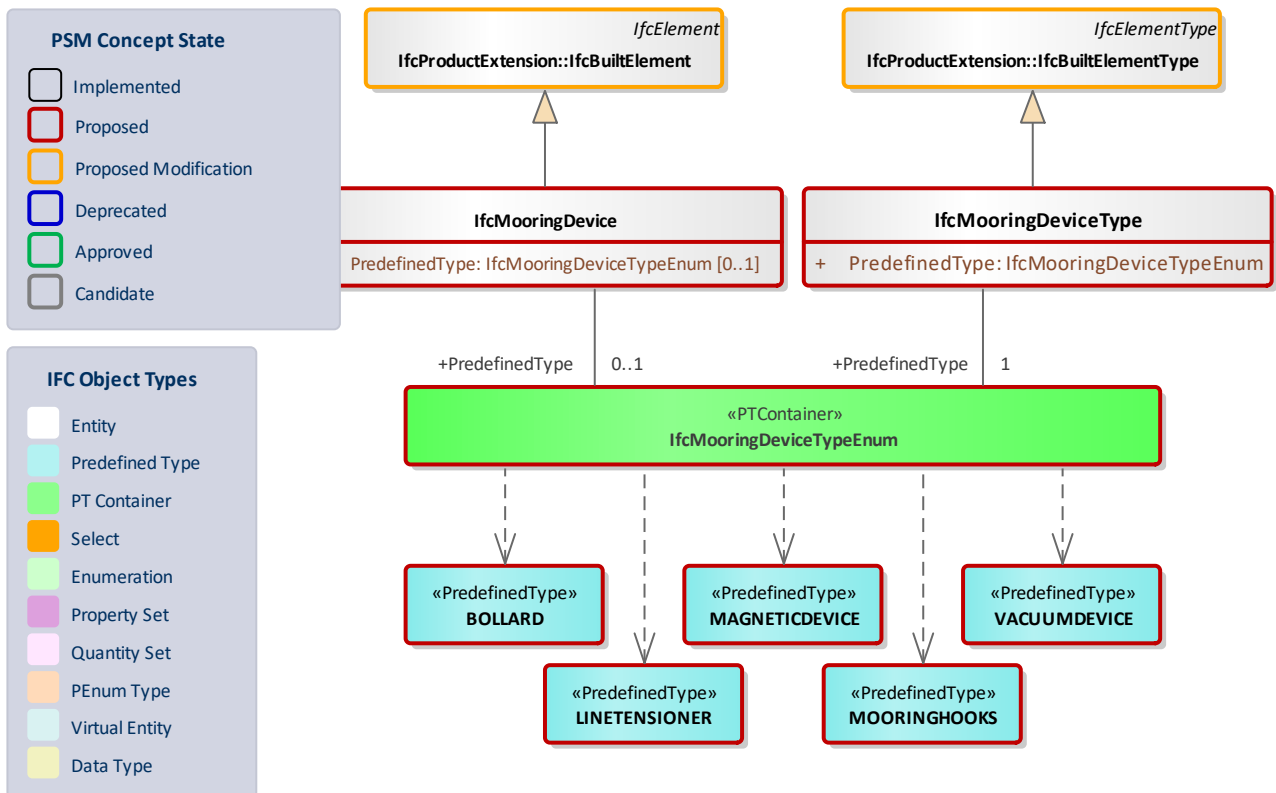 PSM Concept State
Implemented
Proposed
Proposed Modification
Deprecated
Approved
Candidate
IFC Object Types
Entity
Predefined Type
PT Container
Select
Enumeration
Property Set
Quantity Set
PEnum Type
Virtual Entity
Data Type
IfcElement
IfcProductExtension::IfcBuiltElement
IfcElementType
IfcProductExtension::IfcBuiltElementType
IfcMooringDevice
PredefinedType: IfcMooringDeviceTypeEnum [0..1]
IfcMooringDeviceType
+ PredefinedType: IfcMooringDeviceTypeEnum
+PredefinedType 0..1
+PredefinedType 1
«PTContainer»
IfcMooringDeviceTypeEnum
«PredefinedType»
BOLLARD
«PredefinedType»
MAGNETICDEVICE
«PredefinedType»
VACUUMDEVICE
«PredefinedType»
LINETENSIONER
«PredefinedType»
MOORINGHOOKS